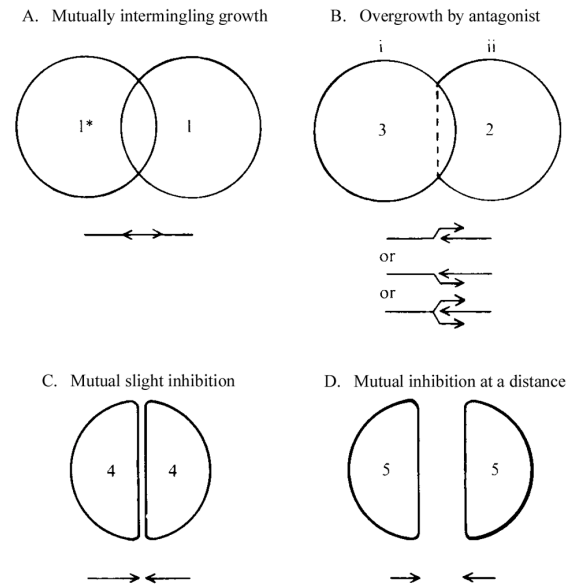 A. Mutually intermingling growth
1*
1
B. Overgrowth by antagonist
i
ii
3
2
or
or
C. Mutual slight inhibition
4
4
D. Mutual inhibition at a distance
5
5